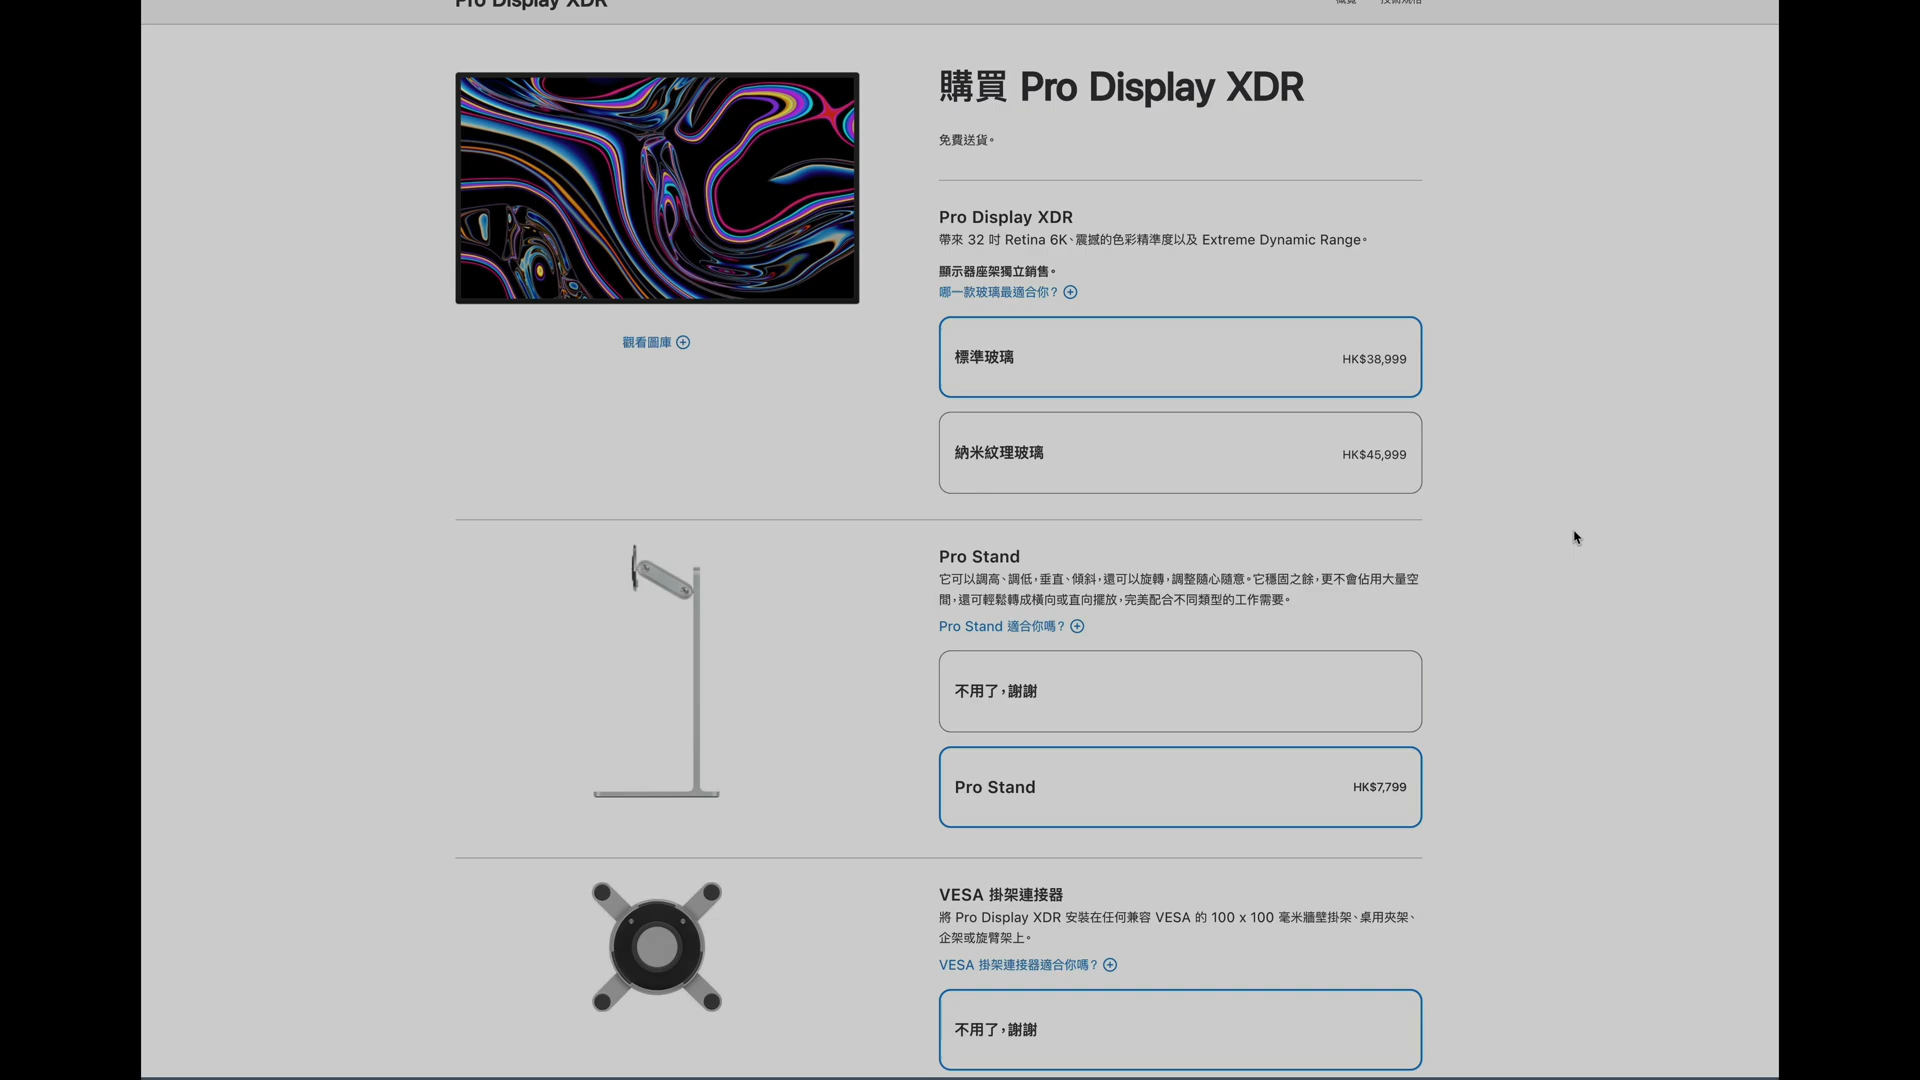 Pro Display XDR
概覽 技術規格
購買 Pro Display XDR
免費送貨。
Pro Display XDR
帶來 32 吋 Retina 6K、震撼的色彩精準度以及 Extreme Dynamic Range。
顯示器座架獨立銷售。
哪一款玻璃最適合你？
標準玻璃 HK$38,999
觀看圖庫
納米紋理玻璃 HK$45,999
Pro Stand
它可以調高、調低，垂直、傾斜，還可以旋轉，調整隨心隨意。它穩固之餘，更不會佔用大量空
間，還可輕鬆轉成橫向或直向擺放，完美配合不同類型的工作需要。
Pro Stand 適合你嗎？
不用了，謝謝
Pro Stand HK$7,799
VESA 掛架連接器
將 Pro Display XDR 安裝在任何兼容 VESA 的 100 x 100 毫米牆壁掛架、桌用夾架、
企架或旋臂架上。
VESA 掛架連接器適合你嗎？
不用了，謝謝